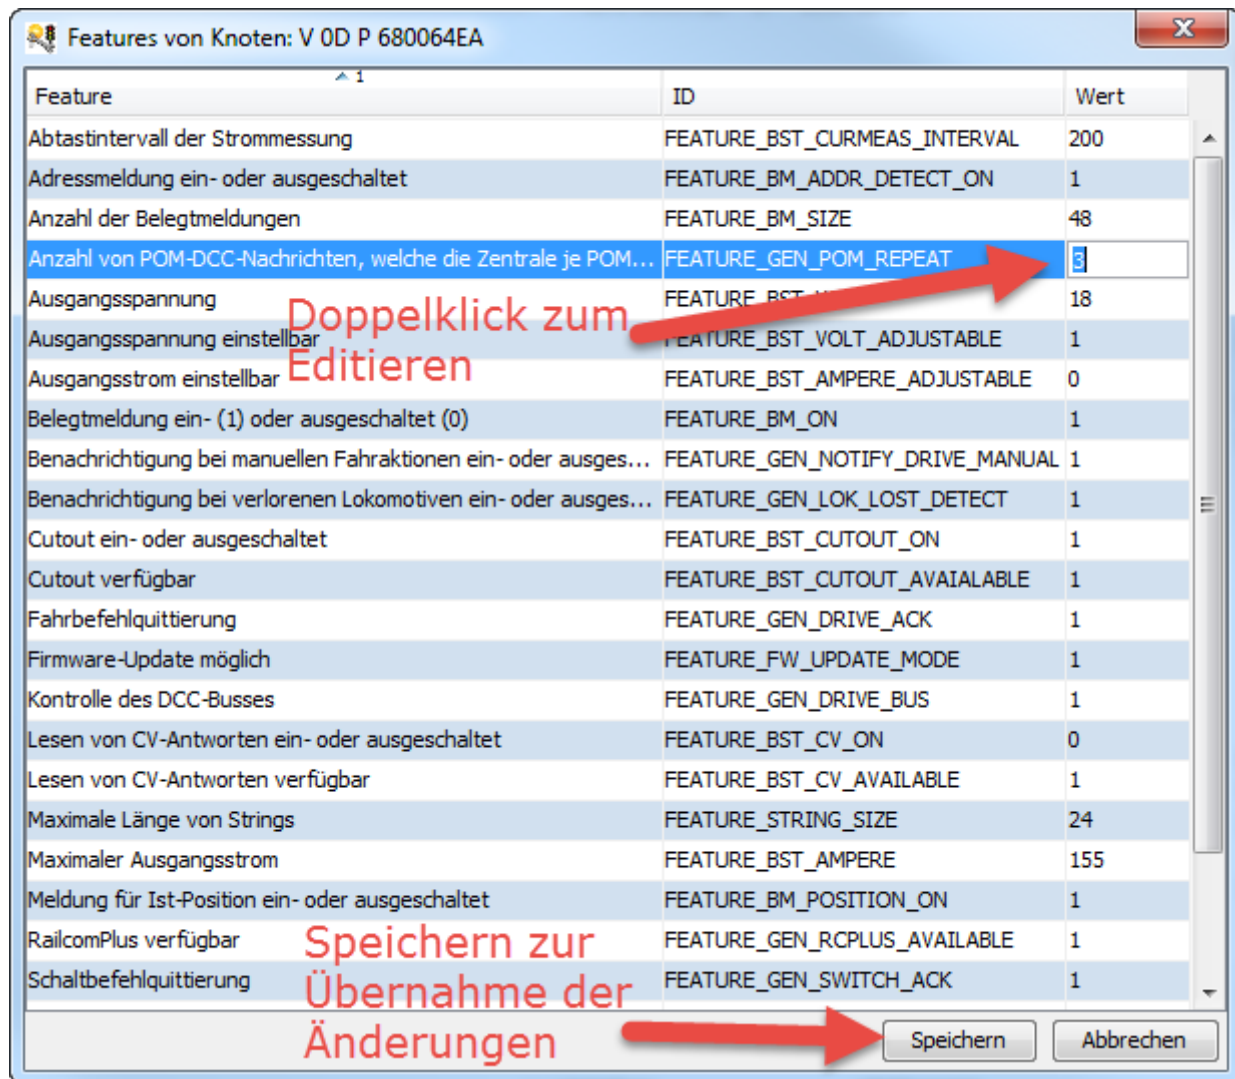 Features von Knoten: V 0D P 680064EA
1
Feature ID Wert
Abtastintervall der Strommessung FEATURE_BST_CURMEAS_INTERVAL 200
Adressmeldung ein- oder ausgeschaltet FEATURE_BM_ADDR_DETECT_ON 1
Anzahl der Belegtmeldungen FEATURE_BM_SIZE 48
Anzahl von POM-DCC-Nachrichten, welche die Zentrale je POM... FEATURE_GEN_POM_REPEAT 3
Ausgangsspannung 18
Doppelklick zum
Ausgangsspannung einstellbar FEATURE_BST_VOLT_ADJUSTABLE 1
Editieren
Ausgangsstrom einstellbar FEATURE_BST_AMPERE_ADJUSTABLE 0
Belegtmeldung ein- (1) oder ausgeschaltet (0) FEATURE_BM_ON 1
Benachrichtigung bei manuellen Fahraktionen ein- oder ausges... FEATURE_GEN_NOTIFY_DRIVE_MANUAL 1
Benachrichtigung bei verlorenen Lokomotiven ein- oder ausges... FEATURE_GEN_LOK_LOST_DETECT 1
Cutout ein- oder ausgeschaltet FEATURE_BST_CUTOUT_ON 1
Cutout verfügbar FEATURE_BST_CUTOUT_AVAIALABLE 1
Fahrbefehlquittierung FEATURE_GEN_DRIVE_ACK 1
Firmware-Update möglich FEATURE_FW_UPDATE_MODE 1
Kontrolle des DCC-Busses FEATURE_GEN_DRIVE_BUS 1
Lesen von CV-Antworten ein- oder ausgeschaltet FEATURE_BST_CV_ON 0
Lesen von CV-Antworten verfügbar FEATURE_BST_CV_AVAILABLE 1
Maximale Länge von Strings FEATURE_STRING_SIZE 24
Maximaler Ausgangsstrom FEATURE_BST_AMPERE 155
Meldung für Ist-Position ein- oder ausgeschaltet FEATURE_BM_POSITION_ON 1
RailcomPlus verfügbar FEATURE_GEN_RCPLUS_AVAILABLE 1
Speichern zur
Schaltbefehlquittierung FEATURE_GEN_SWITCH_ACK 1
Übernahme der
Änderungen
Speichern Abbrechen